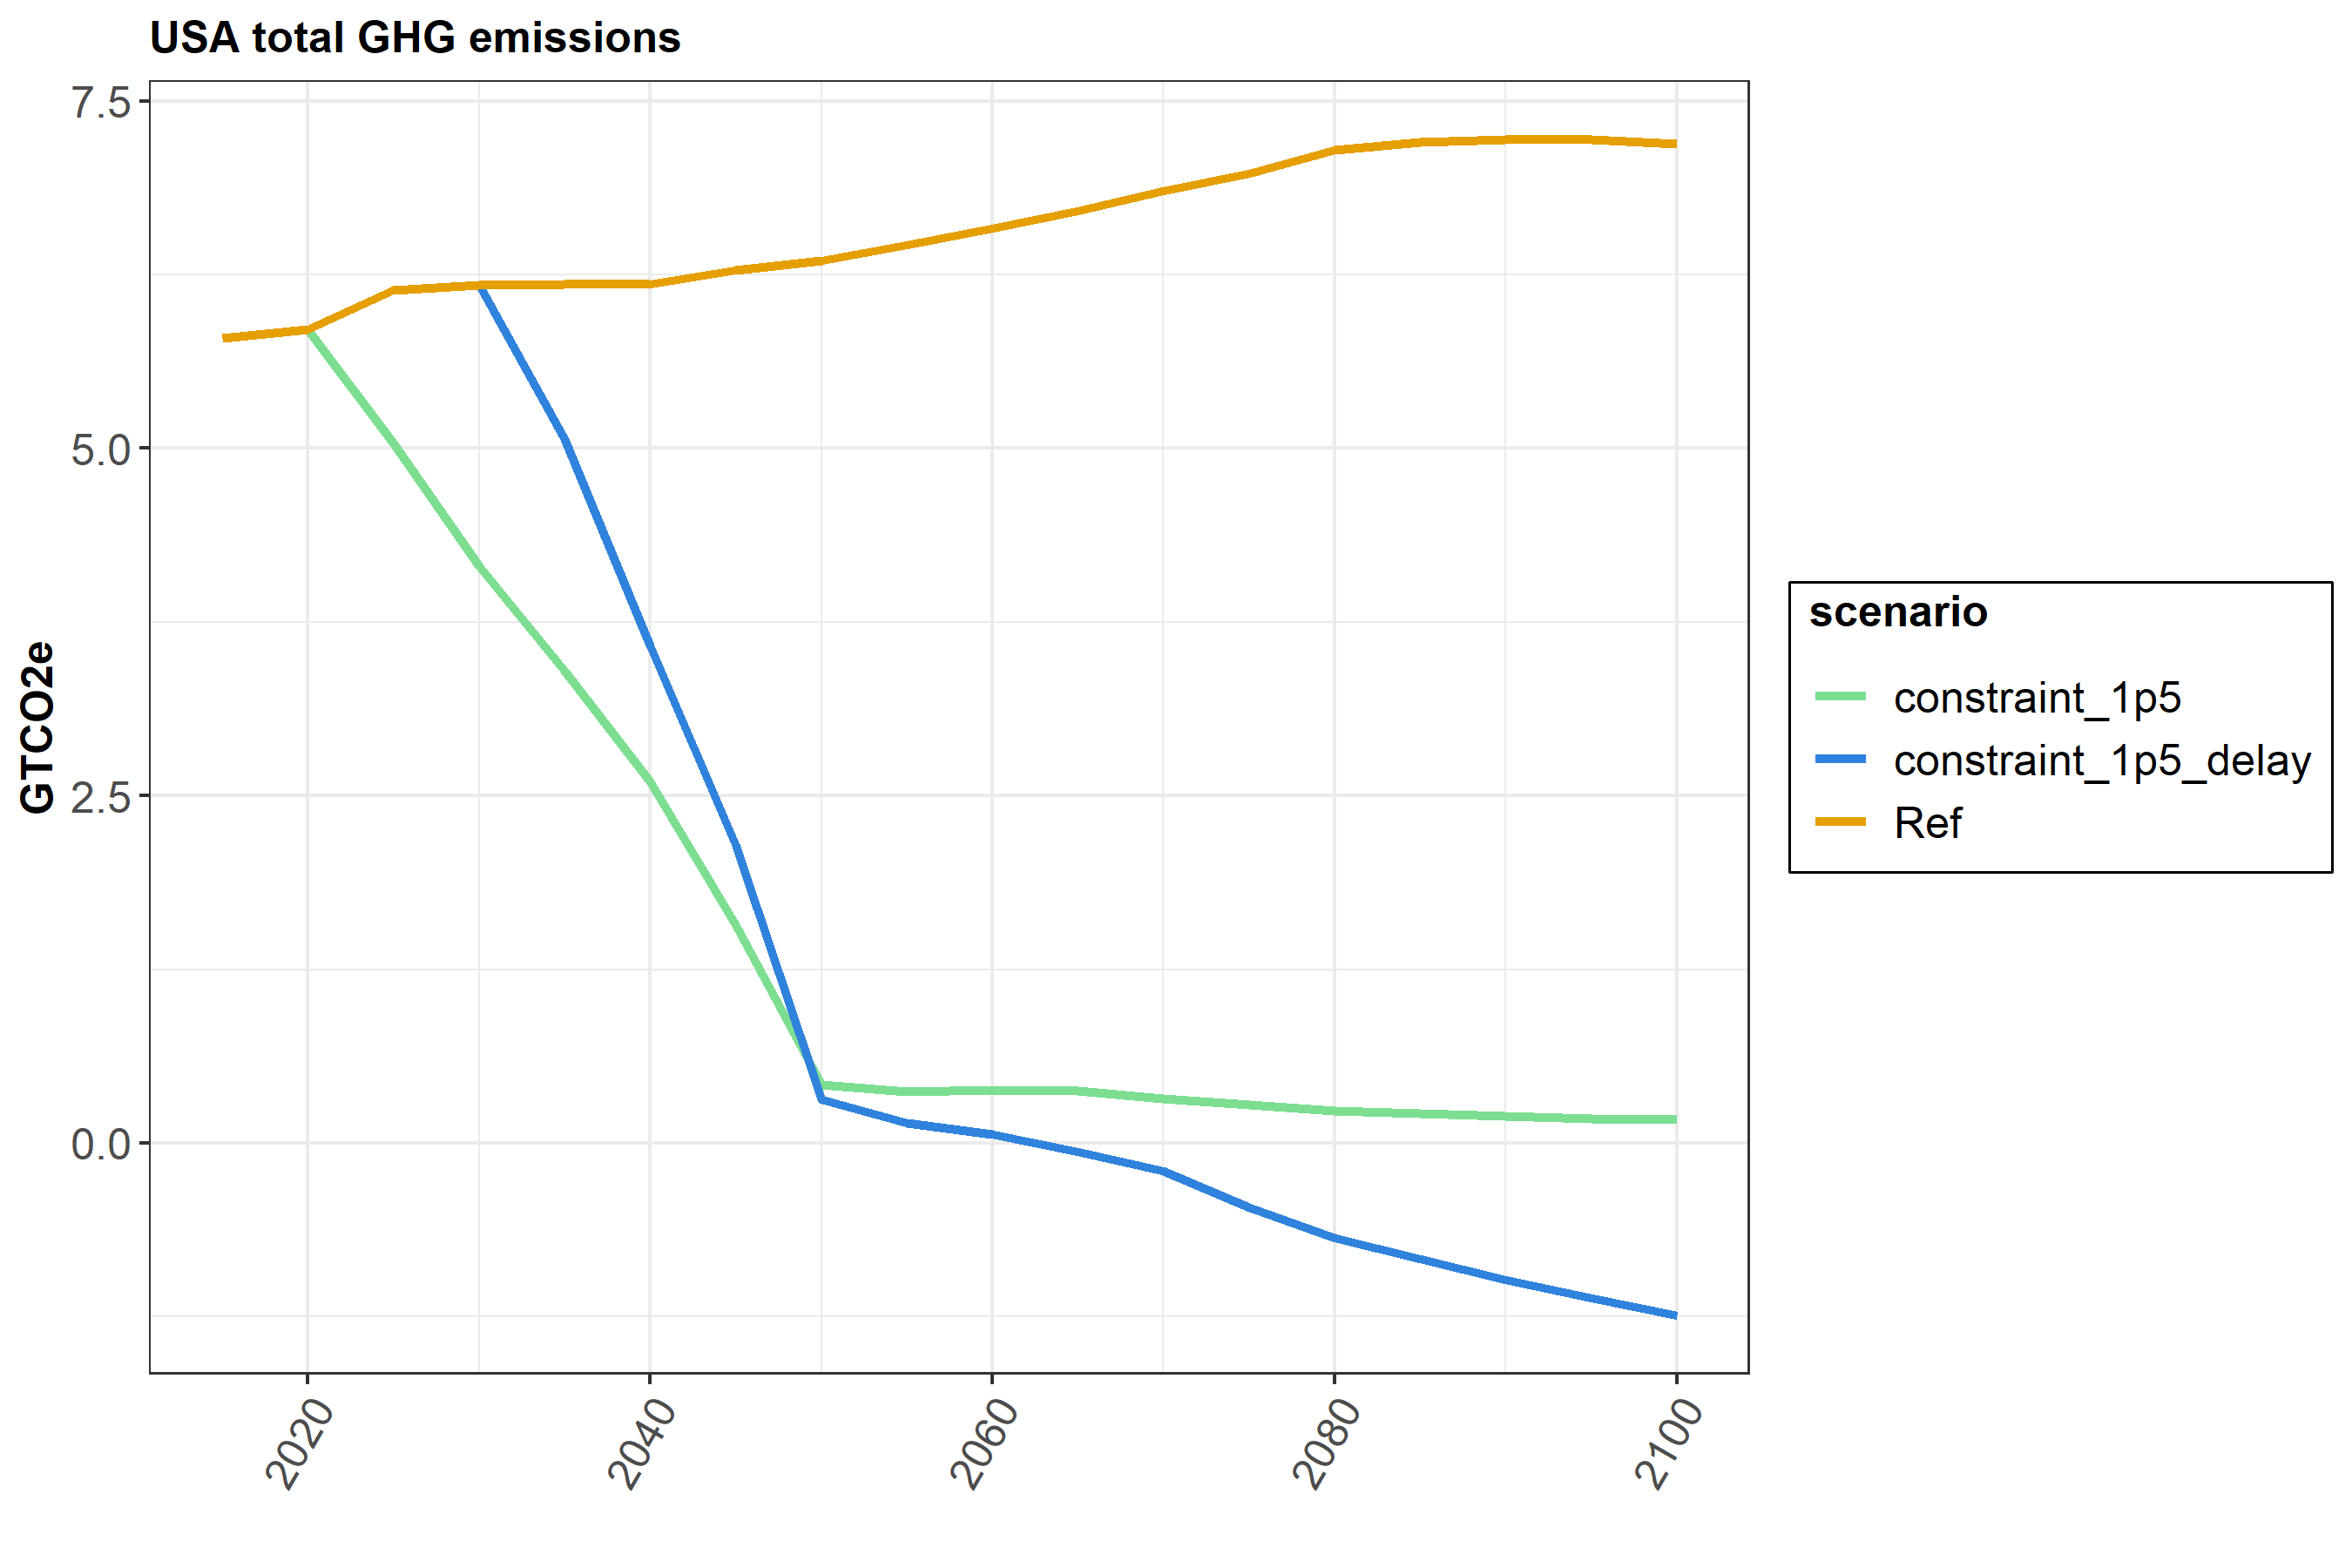 USA total GHG emissions
GTCO2e
7.5
5.0
2.5
0.0
2020
2040
2060
2080
2100
scenario
constraint_1p5
constraint_1p5_delay
Ref